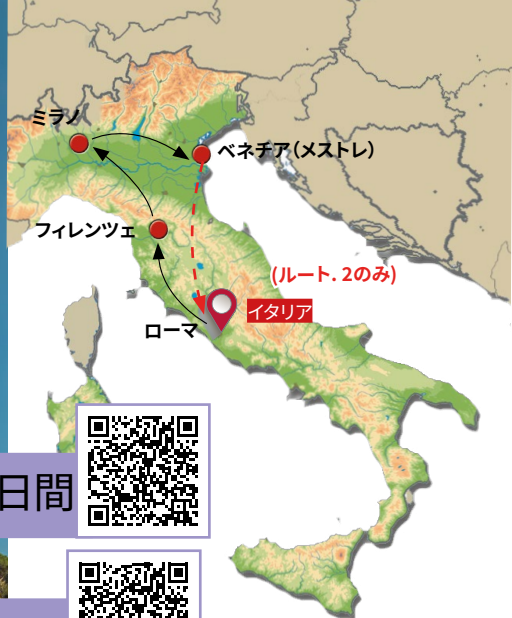 ミラノ
ベネチア(メストレ)
フィレンツェ
(ルート. 2のみ)
イタリア
ローマ
日間